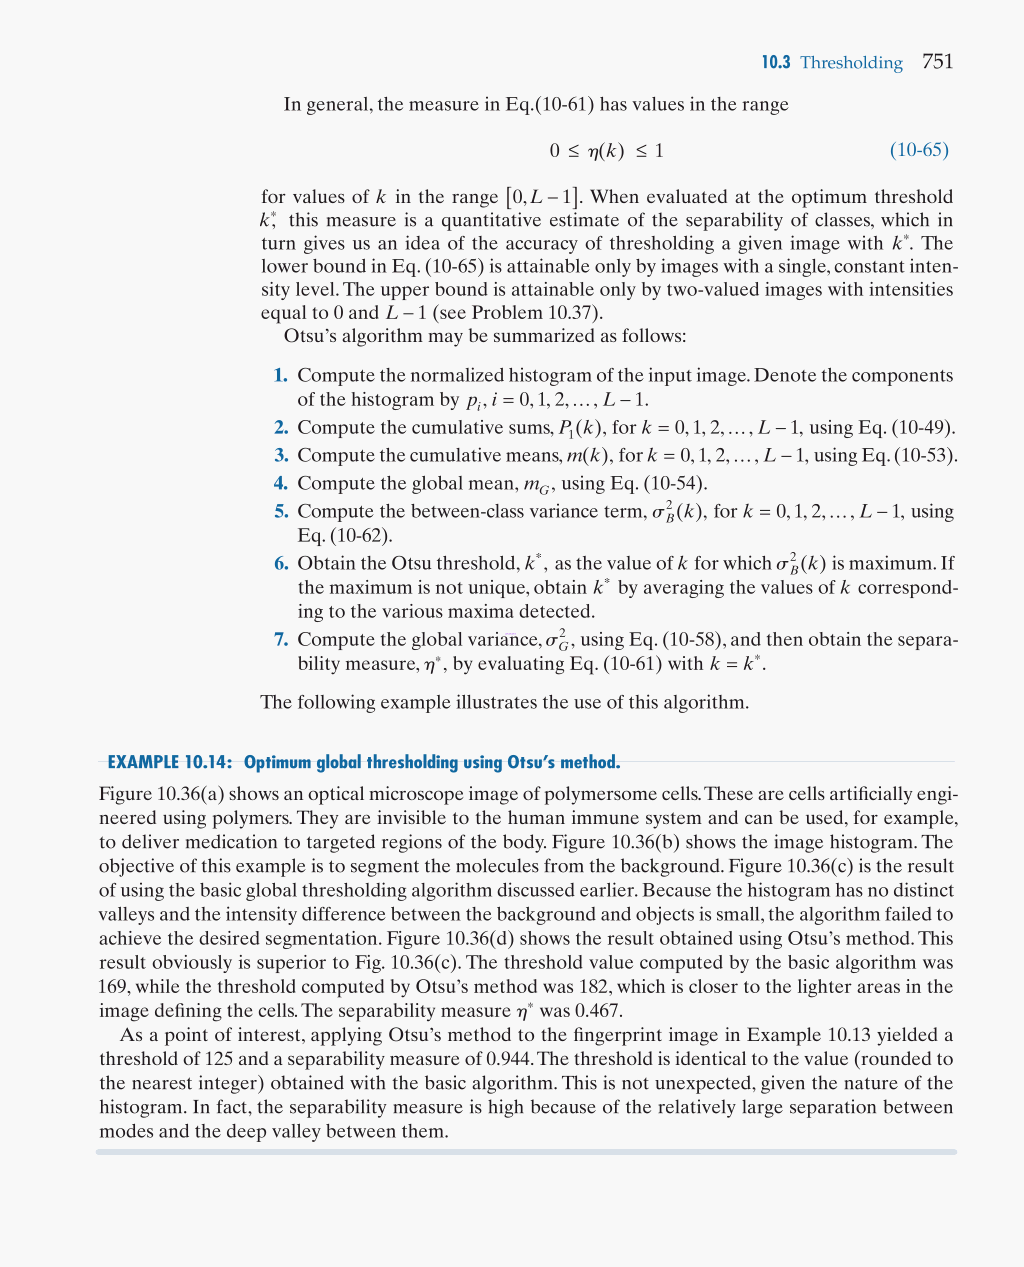 10.3 Thresholding 751
In general, the measure in Eq.(10-61) has values in the range
0 ≤ η(k) ≤ 1 (10-65)
for values of k in the range [0, L − 1]. When evaluated at the optimum threshold
k*, this measure is a quantitative estimate of the separability of classes, which in
turn gives us an idea of the accuracy of thresholding a given image with k*. The
lower bound in Eq. (10-65) is attainable only by images with a single, constant inten-
sity level. The upper bound is attainable only by two-valued images with intensities
equal to 0 and L − 1 (see Problem 10.37).
Otsu's algorithm may be summarized as follows:
1. Compute the normalized histogram of the input image. Denote the components
of the histogram by pᵢ, i = 0, 1, 2, …, L − 1.
2. Compute the cumulative sums, P₁(k), for k = 0, 1, 2, …, L − 1, using Eq. (10-49).
3. Compute the cumulative means, m(k), for k = 0, 1, 2, …, L − 1, using Eq. (10-53).
4. Compute the global mean, m_G, using Eq. (10-54).
5. Compute the between-class variance term, σ²_B(k), for k = 0, 1, 2, …, L − 1, using
Eq. (10-62).
6. Obtain the Otsu threshold, k*, as the value of k for which σ²_B(k) is maximum. If
the maximum is not unique, obtain k* by averaging the values of k correspond-
ing to the various maxima detected.
7. Compute the global variance, σ²_G, using Eq. (10-58), and then obtain the separa-
bility measure, η*, by evaluating Eq. (10-61) with k = k*.
The following example illustrates the use of this algorithm.
EXAMPLE 10.14: Optimum global thresholding using Otsu's method.
Figure 10.36(a) shows an optical microscope image of polymersome cells. These are cells artificially engi-
neered using polymers. They are invisible to the human immune system and can be used, for example,
to deliver medication to targeted regions of the body. Figure 10.36(b) shows the image histogram. The
objective of this example is to segment the molecules from the background. Figure 10.36(c) is the result
of using the basic global thresholding algorithm discussed earlier. Because the histogram has no distinct
valleys and the intensity difference between the background and objects is small, the algorithm failed to
achieve the desired segmentation. Figure 10.36(d) shows the result obtained using Otsu's method. This
result obviously is superior to Fig. 10.36(c). The threshold value computed by the basic algorithm was
169, while the threshold computed by Otsu's method was 182, which is closer to the lighter areas in the
image defining the cells. The separability measure η* was 0.467.
As a point of interest, applying Otsu's method to the fingerprint image in Example 10.13 yielded a
threshold of 125 and a separability measure of 0.944. The threshold is identical to the value (rounded to
the nearest integer) obtained with the basic algorithm. This is not unexpected, given the nature of the
histogram. In fact, the separability measure is high because of the relatively large separation between
modes and the deep valley between them.